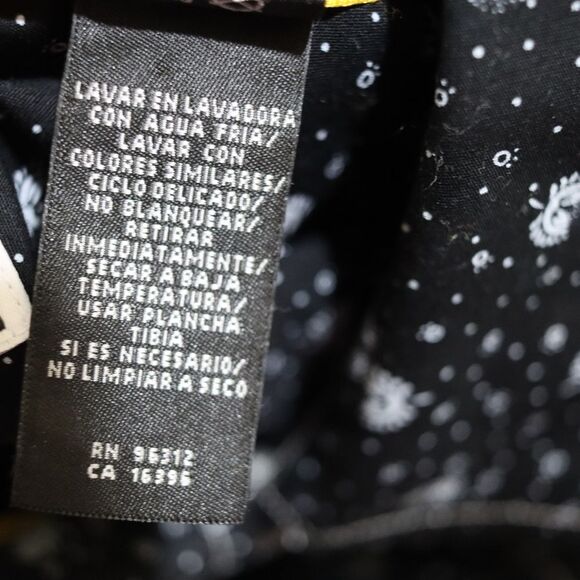 LAVAR EN LAVADORA
CON AGUA FRIA/
LAVAR CON
COLORES SIMILARES/
CICLO DELICADO/
NO BLANQUEAR/
RETIRAR
INMEDIATAMENTE/
SECAR A BAJA
TEMPERATURA/
USAR PLANCHA
TIBIA
SI ES NECESARIO/
NO LIMPIAR A SECO
RN 96312
CA 16396